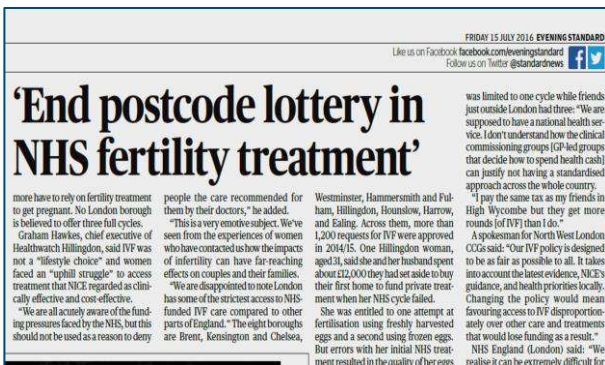 FRIDAY 15 JULY 2016 EVENING STANDARD
Like us on Facebook facebook.com/eveningstandard
Follow us on Twitter @standardnews
‘End postcode lottery in
NHS fertility treatment’
more have to rely on fertility treatment
to get pregnant. No London borough
is believed to offer three full cycles.
Graham Hawkes, chief executive of
Healthwatch Hillingdon, said IVF was
not a “lifestyle choice” and women
faced an “uphill struggle” to access
treatment that NICE regarded as clini-
cally effective and cost-effective.
“We are all acutely aware of the fund-
ing pressures faced by the NHS, but this
should not be used as a reason to deny
people the care recommended for
them by their doctors,” he added.
“This is a very emotive subject. We’ve
seen from the experiences of women
who have contacted us how the impacts
of infertility can have far-reaching
effects on couples and their families.
“We are disappointed to note London
has some of the strictest access to NHS-
funded IVF care compared to other
parts of England.” The eight boroughs
are Brent, Kensington and Chelsea,
Westminster, Hammersmith and Ful-
ham, Hillingdon, Hounslow, Harrow,
and Ealing. Across them, more than
1,200 requests for IVF were approved
in 2014/15. One Hillingdon woman,
aged 31, said she and her husband spent
about £12,000 they had set aside to buy
their first home to fund private treat-
ment when her NHS cycle failed.
She was entitled to one attempt at
fertilisation using freshly harvested
eggs and a second using frozen eggs.
But errors with her initial NHS treat-
ment resulted in the quality of her eggs
was limited to one cycle while friends
just outside London had three: “We are
supposed to have a national health ser-
vice. I don’t understand how the clinical
commissioning groups [GP-led groups
that decide how to spend health cash]
can justify not having a standardised
approach across the whole country.
“I pay the same tax as my friends in
High Wycombe but they get more
rounds [of IVF] than I do.”
A spokesman for North West London
CCGs said: “Our IVF policy is designed
to be as fair as possible to all. It takes
into account the latest evidence, NICE’s
guidance, and health priorities locally.
Changing the policy would mean
favouring access to IVF disproportion-
ately over other care and treatments
that would lose funding as a result.”
NHS England (London) said: “We
realise it can be extremely difficult for